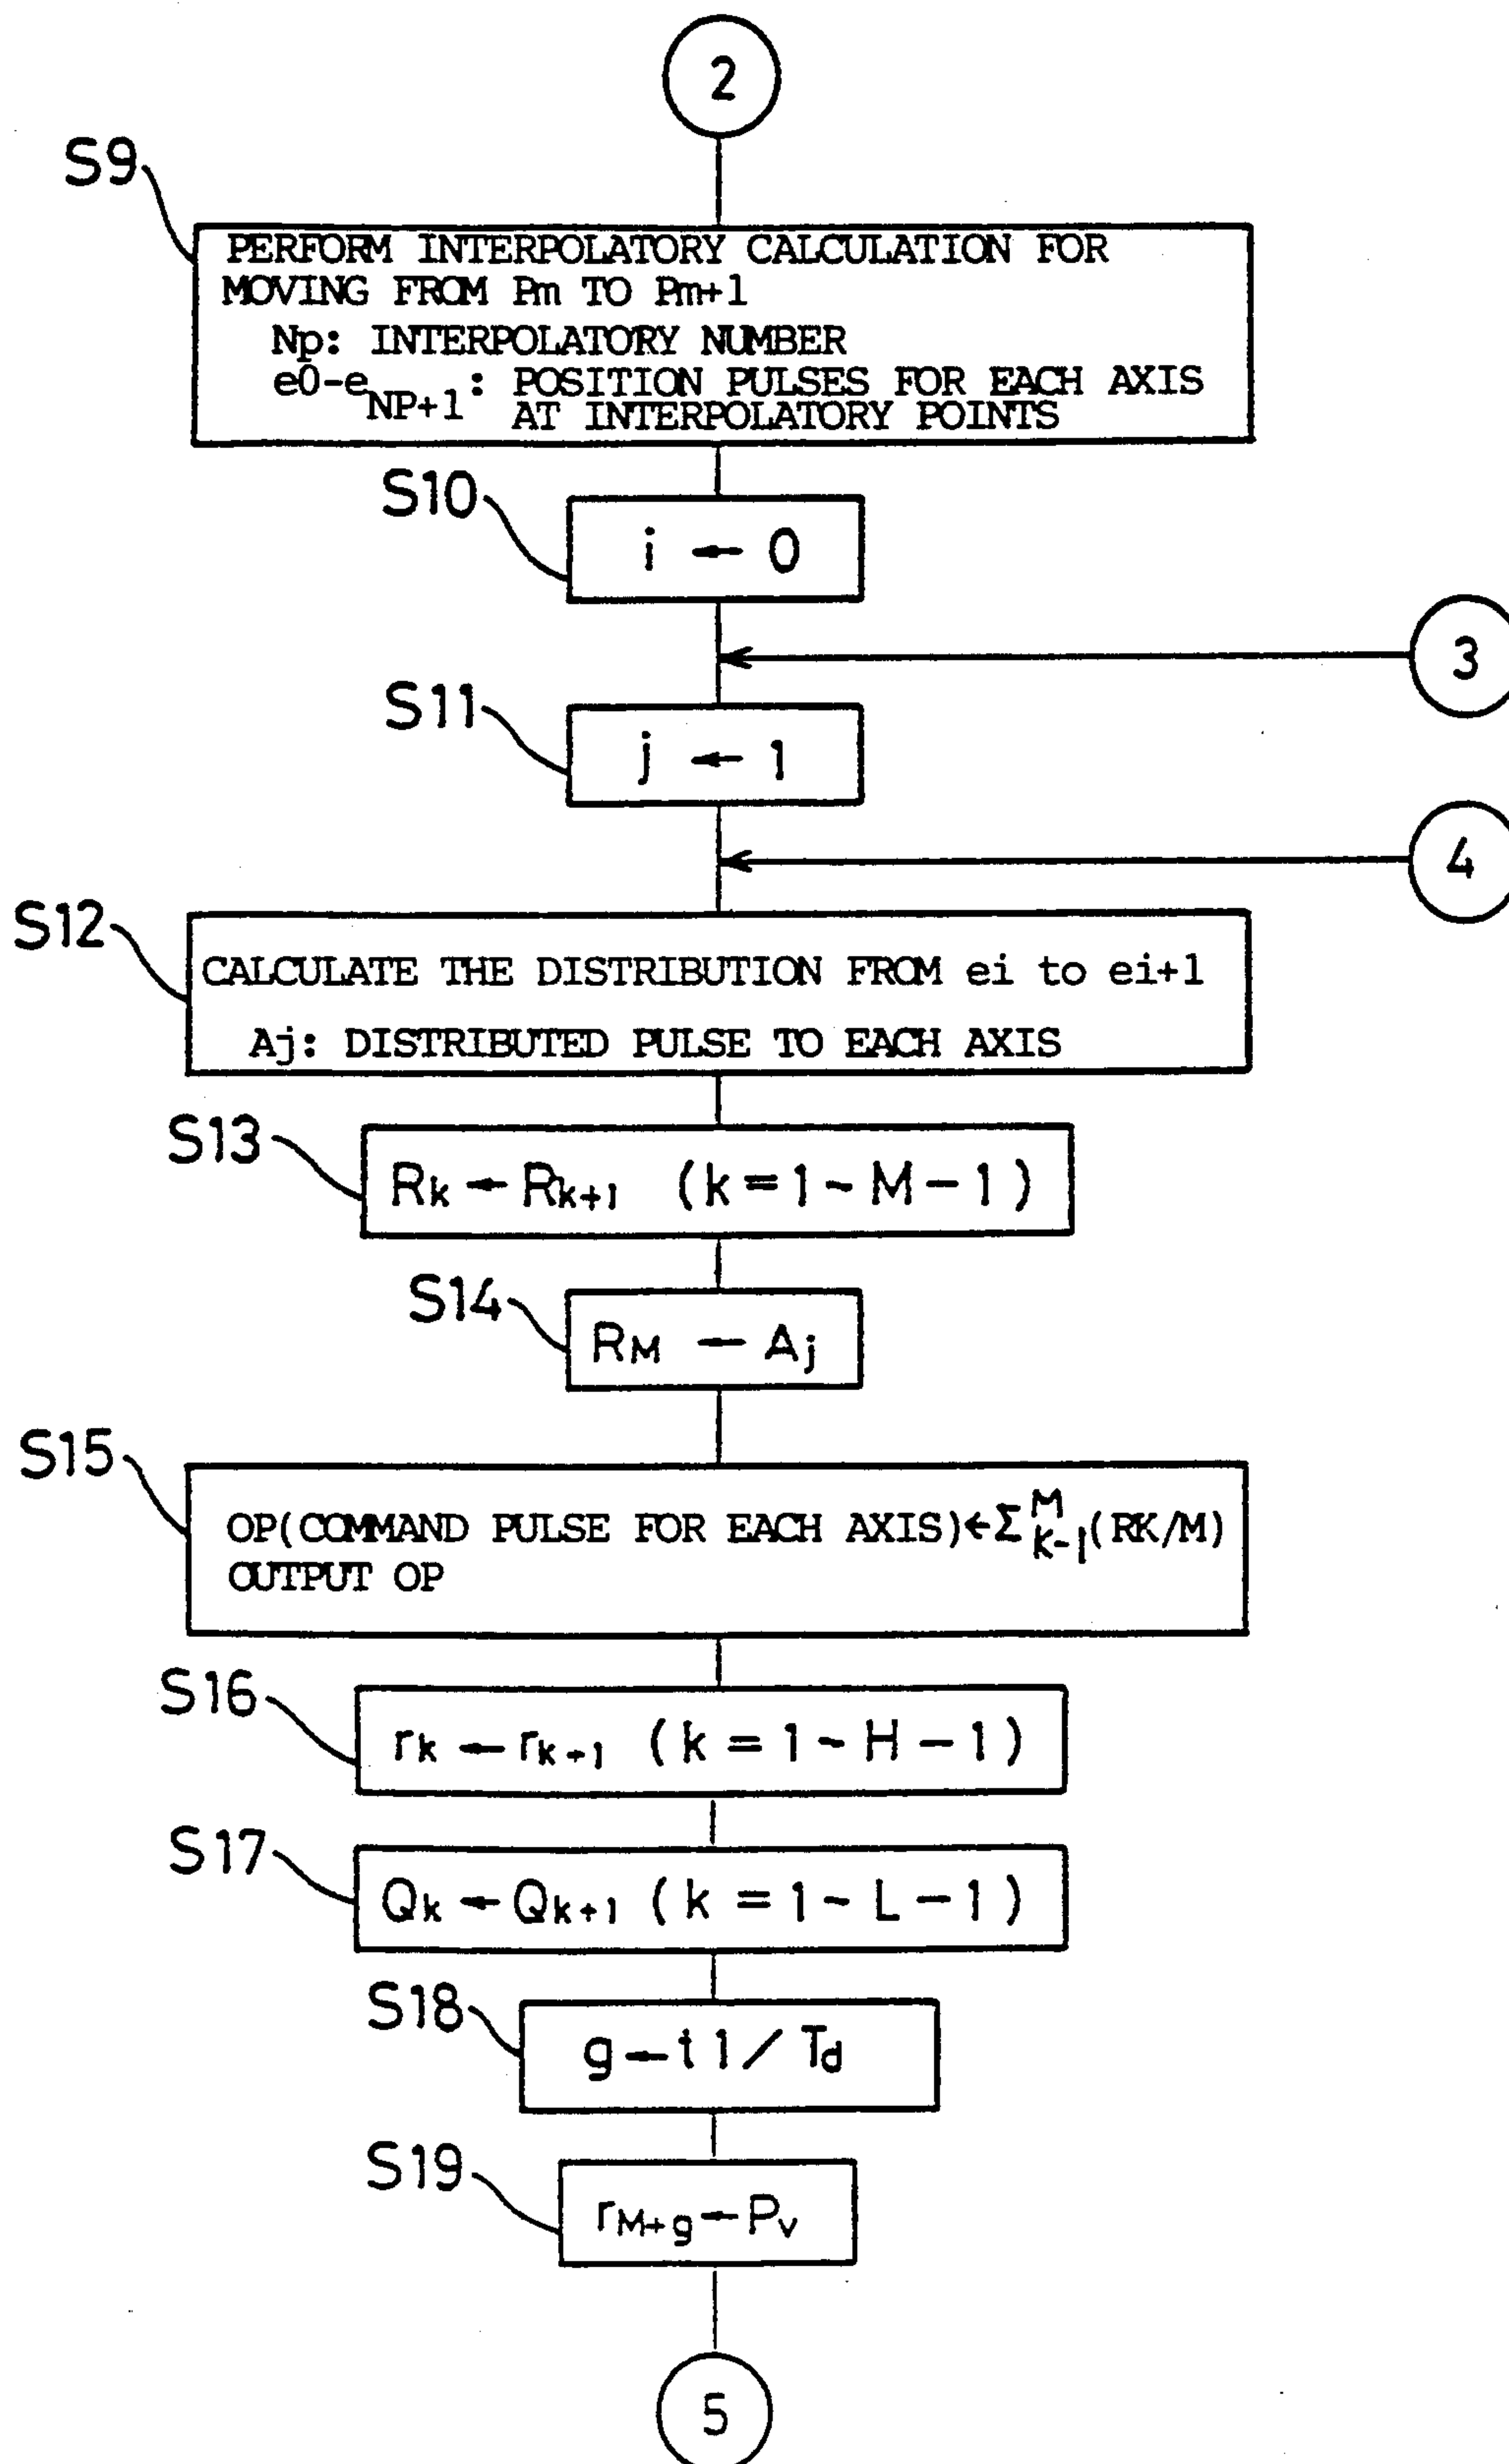 2
S9
PERFORM INTERPOLATORY CALCULATION FOR
MOVING FROM Pm TO Pm+1
Np: INTERPOLATORY NUMBER
e0-eNP+1: POSITION PULSES FOR EACH AXIS
AT INTERPOLATORY POINTS
S10
i ← 0
3
S11
j ← 1
4
S12
CALCULATE THE DISTRIBUTION FROM ei to ei+1
Aj: DISTRIBUTED PULSE TO EACH AXIS
S13
Rk ← Rk+1 (k = 1 ~ M - 1)
S14
RM ← Aj
S15
OP(COMMAND PULSE FOR EACH AXIS)←Σ M k-1 (RK/M)
OUTPUT OP
S16
rk ← rk+1 (k = 1 ~ H - 1)
S17
Qk ← Qk+1 (k = 1 ~ L - 1)
S18
g ← t1/Td
S19
rM+g ← Pv
5